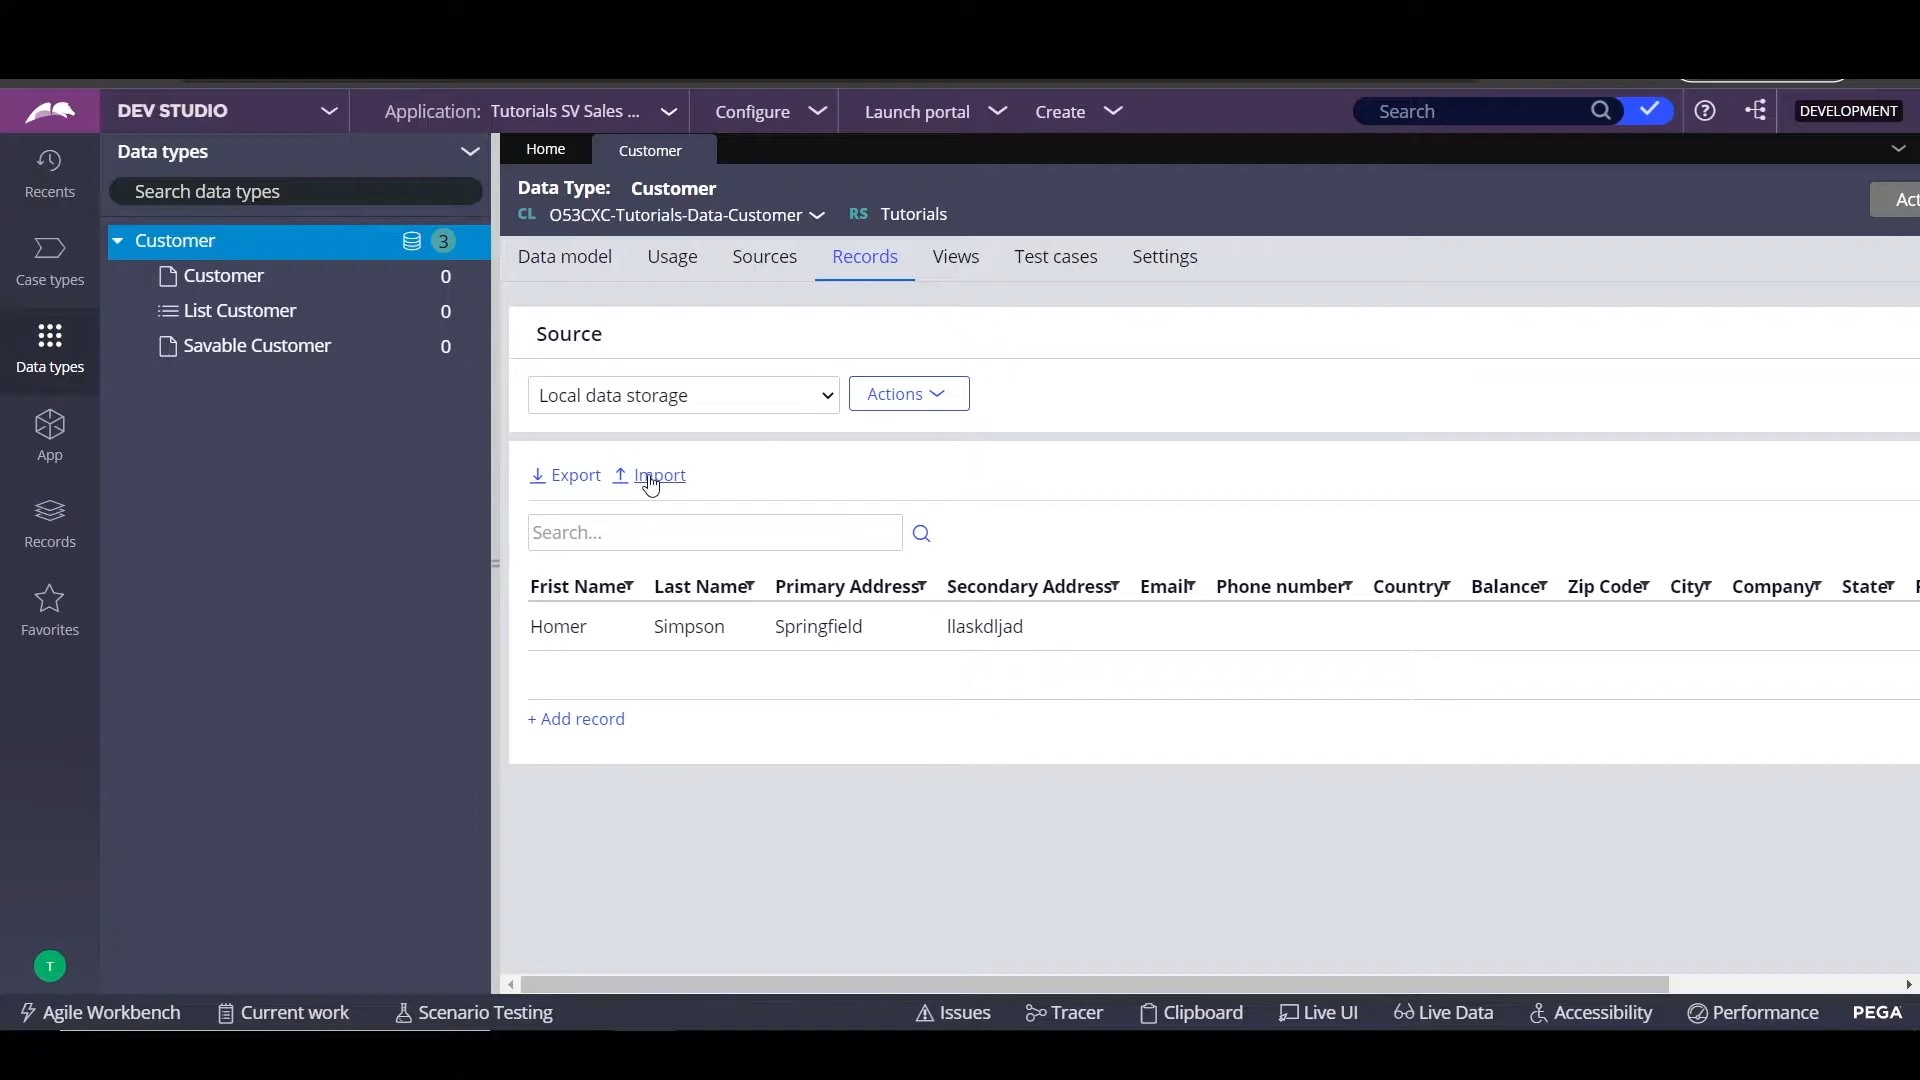 DEV STUDIO
Application: Tutorials SV Sales ...
Configure
Launch portal
Create
Search
DEVELOPMENT
Recents
Case types
Data types
App
Records
Favorites
T
Data types
Search data types
Customer 3
Customer 0
List Customer 0
Savable Customer 0
Home
Customer
Data Type: Customer
CL O53CXC-Tutorials-Data-Customer RS Tutorials
Act
Data model
Usage
Sources
Records
Views
Test cases
Settings
Source
Local data storage
Actions
Export
Import
Search...
Frist Name Last Name Primary Address Secondary Address Email Phone number Country Balance Zip Code City Company State
Homer Simpson Springfield llaskdljad
+ Add record
Agile Workbench
Current work
Scenario Testing
Issues
Tracer
Clipboard
Live UI
Live Data
Accessibility
Performance
PEGA